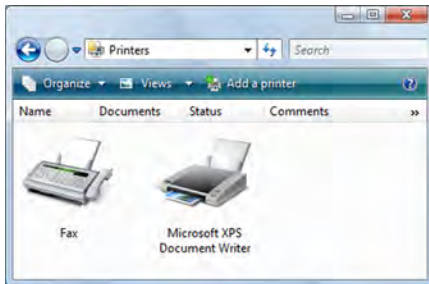 Printers
Search
Organize Views Add a printer ?
Name Documents Status Comments »
Fax
Microsoft XPS
Document Writer